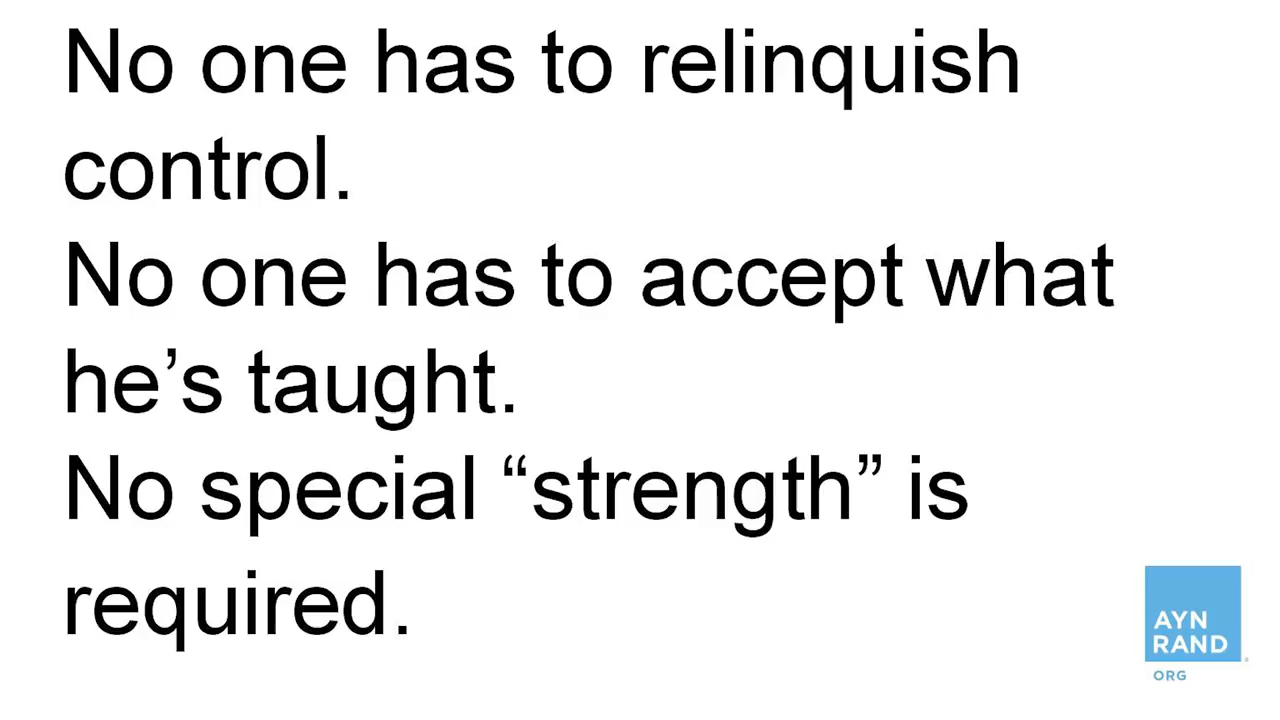 No one has to relinquish
control.
No one has to accept what
he’s taught.
No special “strength” is
required.
AYN
RAND
ORG